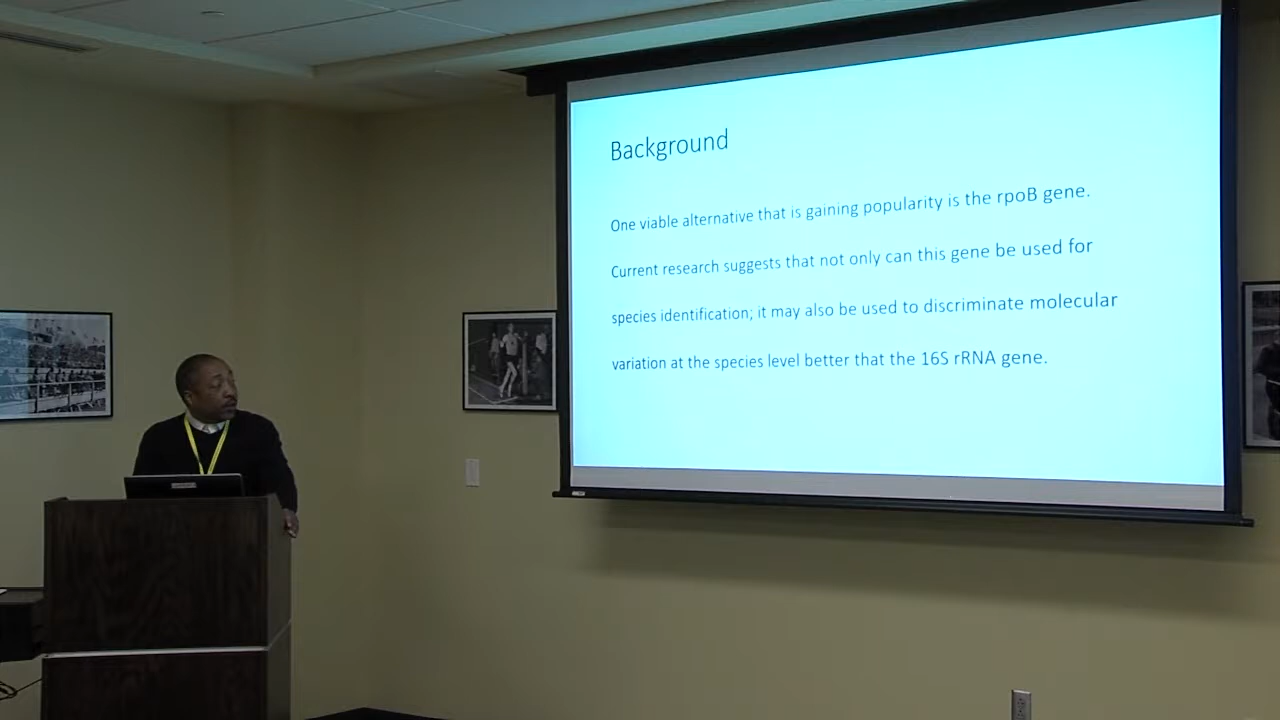 Background
One viable alternative that is gaining popularity is the rpoB gene.
Current research suggests that not only can this gene be used for
species identification; it may also be used to discriminate molecular
variation at the species level better that the 16S rRNA gene.